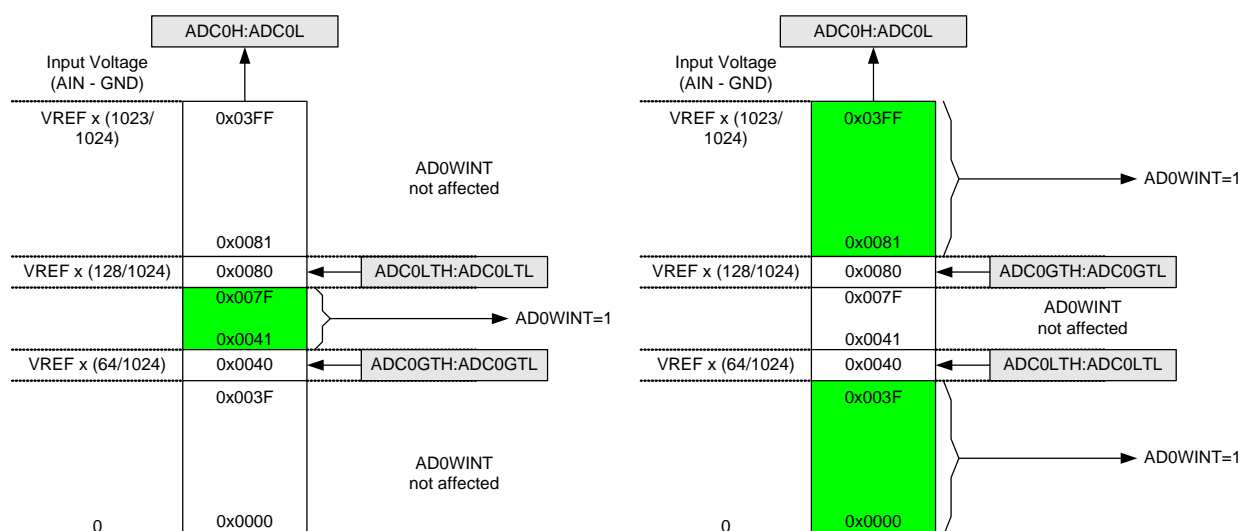 ADC0H:ADC0L
Input Voltage
(AIN - GND)
VREF x (1023/
1024)
0x03FF
AD0WINT
not affected
0x0081
VREF x (128/1024)
0x0080
ADC0LTH:ADC0LTL
0x007F
AD0WINT=1
0x0041
VREF x (64/1024)
0x0040
ADC0GTH:ADC0GTL
0x003F
AD0WINT
not affected
0
0x0000
ADC0H:ADC0L
Input Voltage
(AIN - GND)
VREF x (1023/
1024)
0x03FF
AD0WINT=1
0x0081
VREF x (128/1024)
0x0080
ADC0GTH:ADC0GTL
0x007F
AD0WINT
not affected
0x0041
VREF x (64/1024)
0x0040
ADC0LTH:ADC0LTL
0x003F
AD0WINT=1
0
0x0000